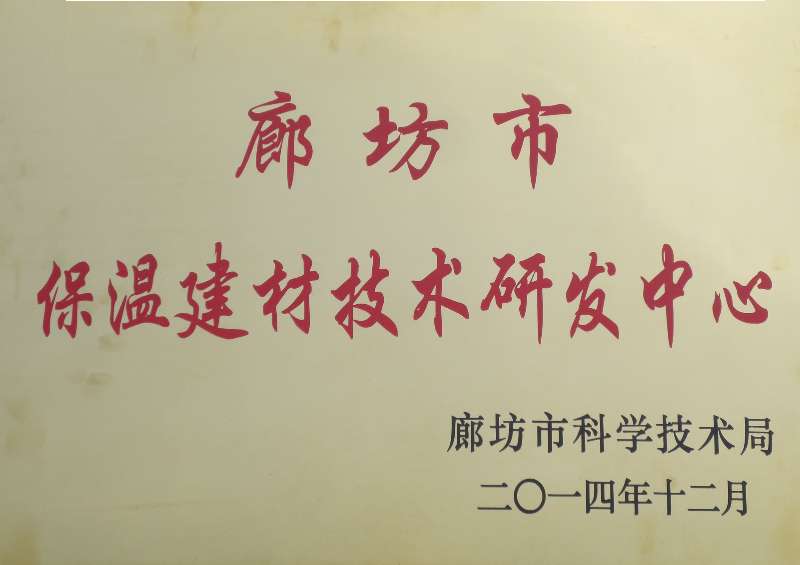 廊坊市
保温建材技术研发中心
廊坊市科学技术局
二〇一四年十二月